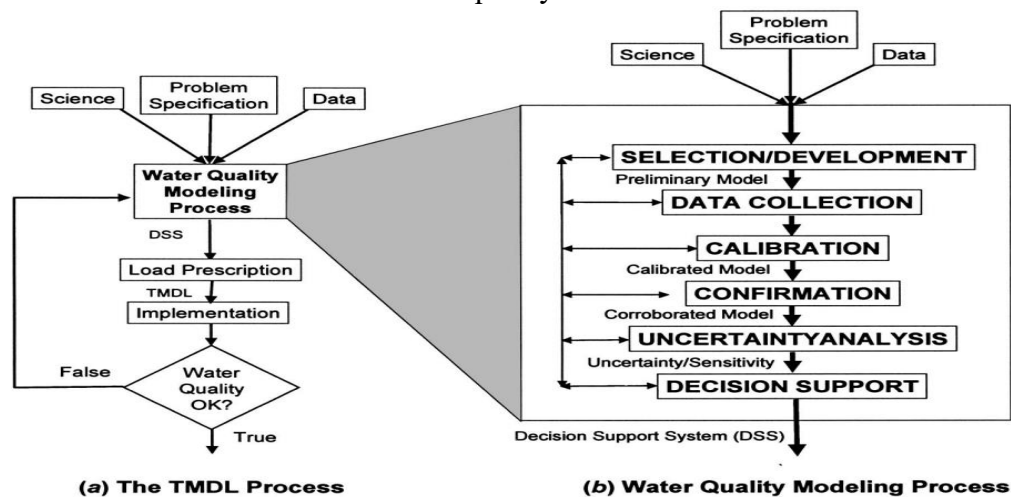 Problem
Specification
Science
Data
Water Quality
Modeling
Process
DSS
Load Prescription
TMDL
Implementation
False
Water
Quality
OK?
True
(a) The TMDL Process
Problem
Specification
Science
Data
SELECTION/DEVELOPMENT
Preliminary Model
DATA COLLECTION
CALIBRATION
Calibrated Model
CONFIRMATION
Corroborated Model
UNCERTAINTYANALYSIS
Uncertainty/Sensitivity
DECISION SUPPORT
Decision Support System (DSS)
(b) Water Quality Modeling Process